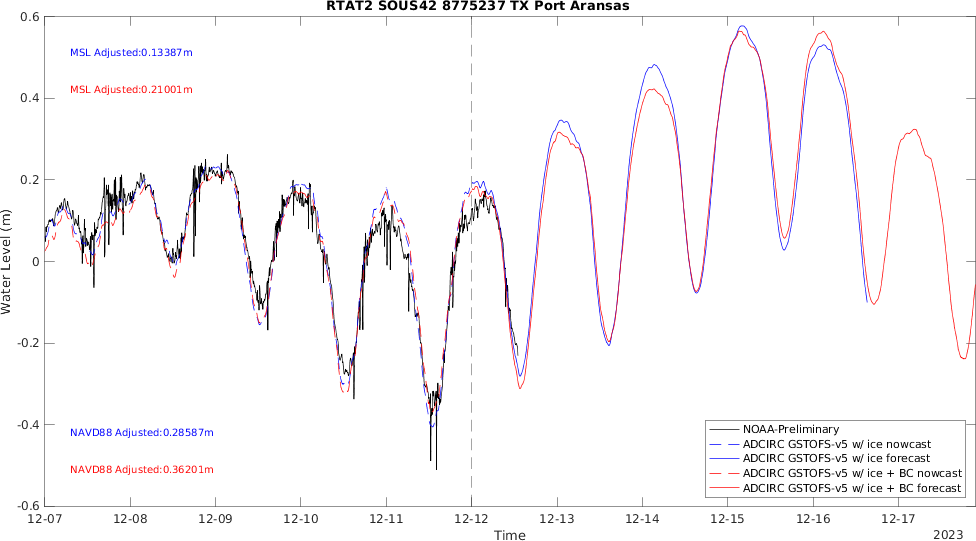 RTAT2 SOUS42 8775237 TX Port Aransas
0.6
MSL Adjusted:0.13387m
MSL Adjusted:0.21001m
0.4
0.2
Water Level (m)
0
-0.2
-0.4
NAVD88 Adjusted:0.28587m
NAVD88 Adjusted:0.36201m
-0.6
NOAA-Preliminary
ADCIRC GSTOFS-v5 w/ ice nowcast
ADCIRC GSTOFS-v5 w/ ice forecast
ADCIRC GSTOFS-v5 w/ ice + BC nowcast
ADCIRC GSTOFS-v5 w/ ice + BC forecast
12-07 12-08 12-09 12-10 12-11 12-12 12-13 12-14 12-15 12-16 12-17
Time
2023